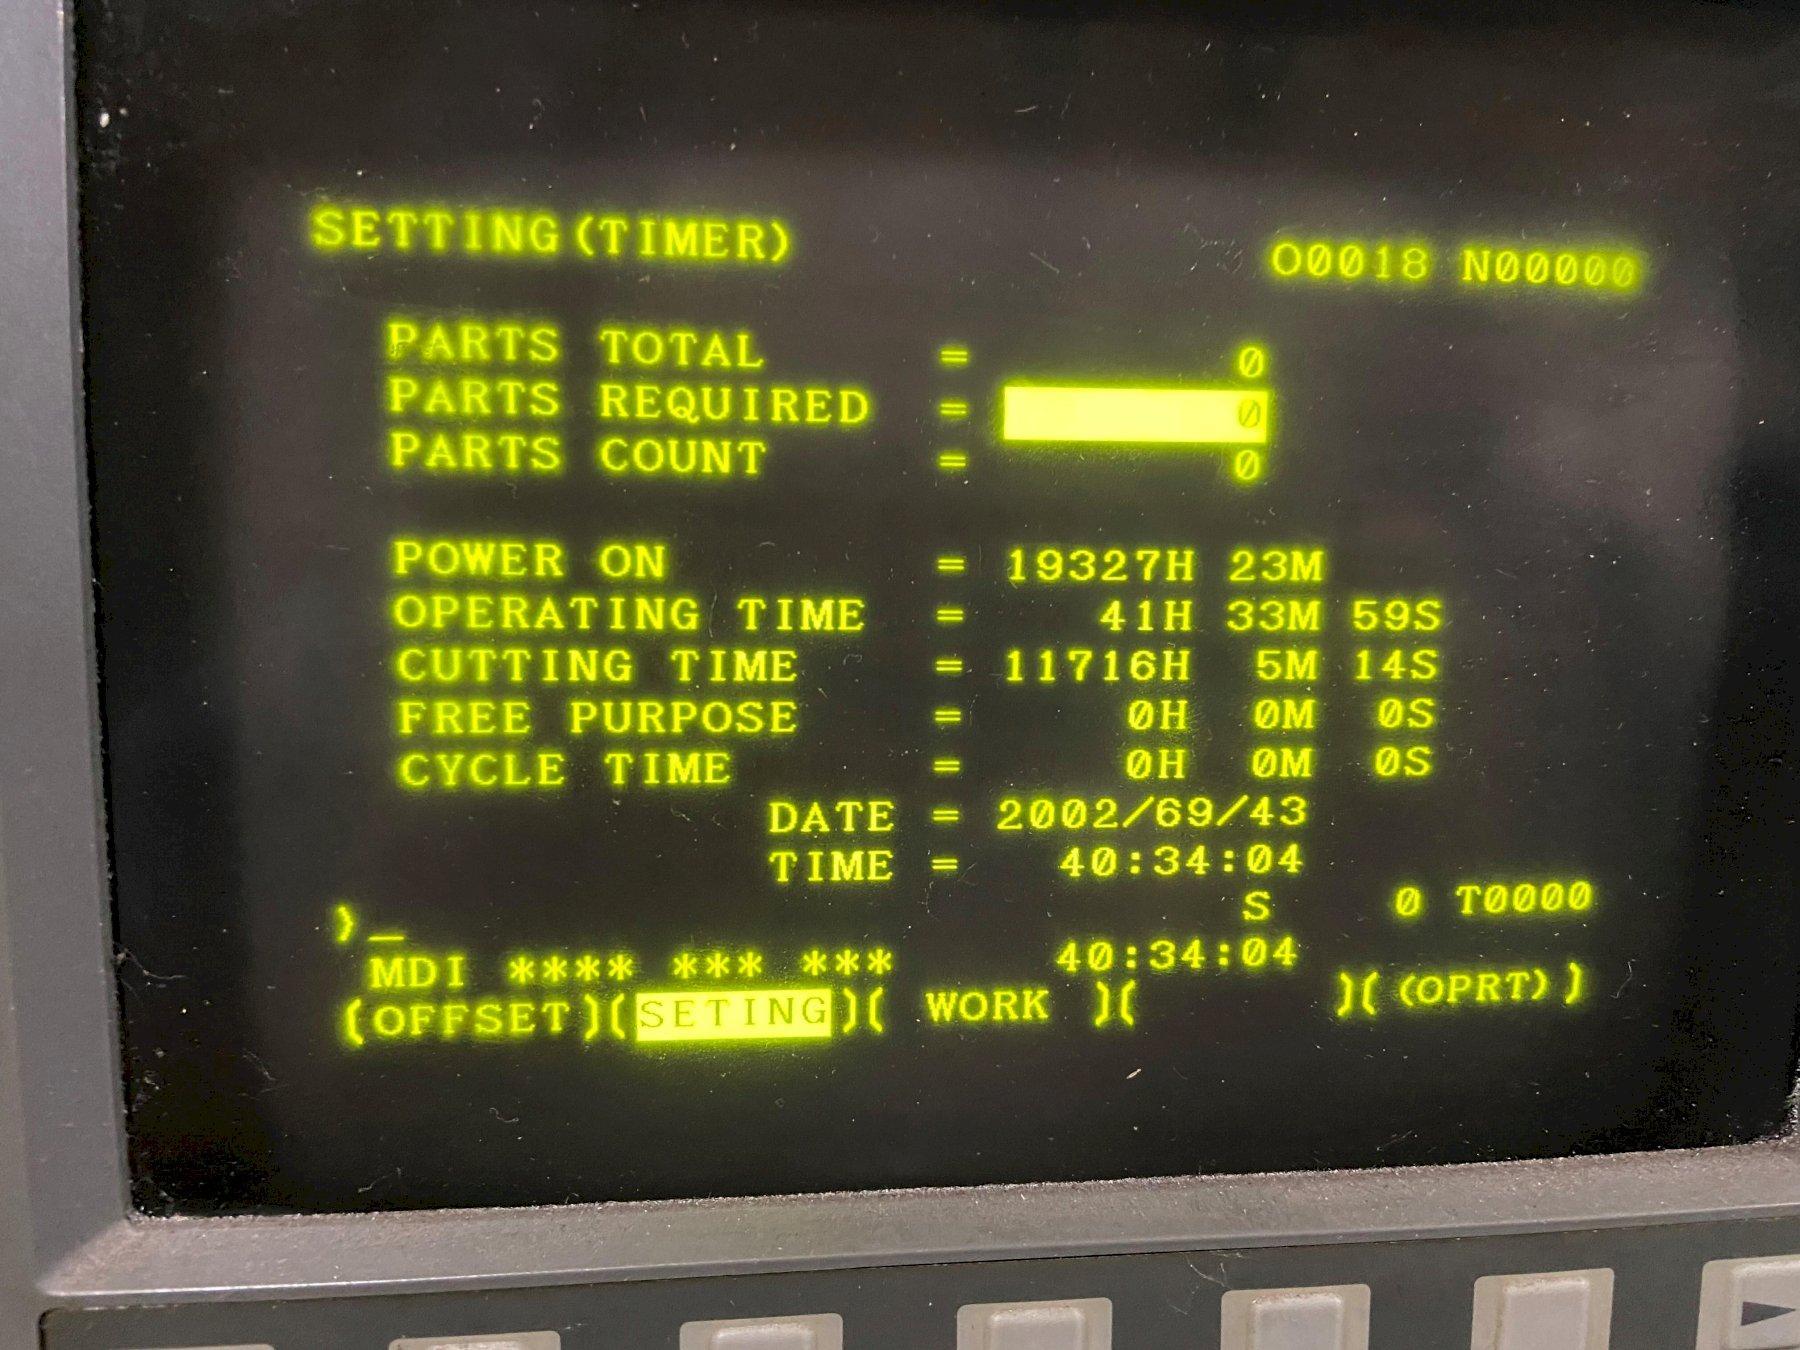 SETTING(TIMER) O0018 N00000
PARTS TOTAL = 0
PARTS REQUIRED = 0
PARTS COUNT = 0
POWER ON = 19327H 23M
OPERATING TIME = 41H 33M 59S
CUTTING TIME = 11716H 5M 14S
FREE PURPOSE = 0H 0M 0S
CYCLE TIME = 0H 0M 0S
DATE = 2002/69/43
TIME = 40:34:04
S 0 T0000
)_
MDI **** *** *** 40:34:04
(OFFSET)(SETING)( WORK )( )((OPRT))